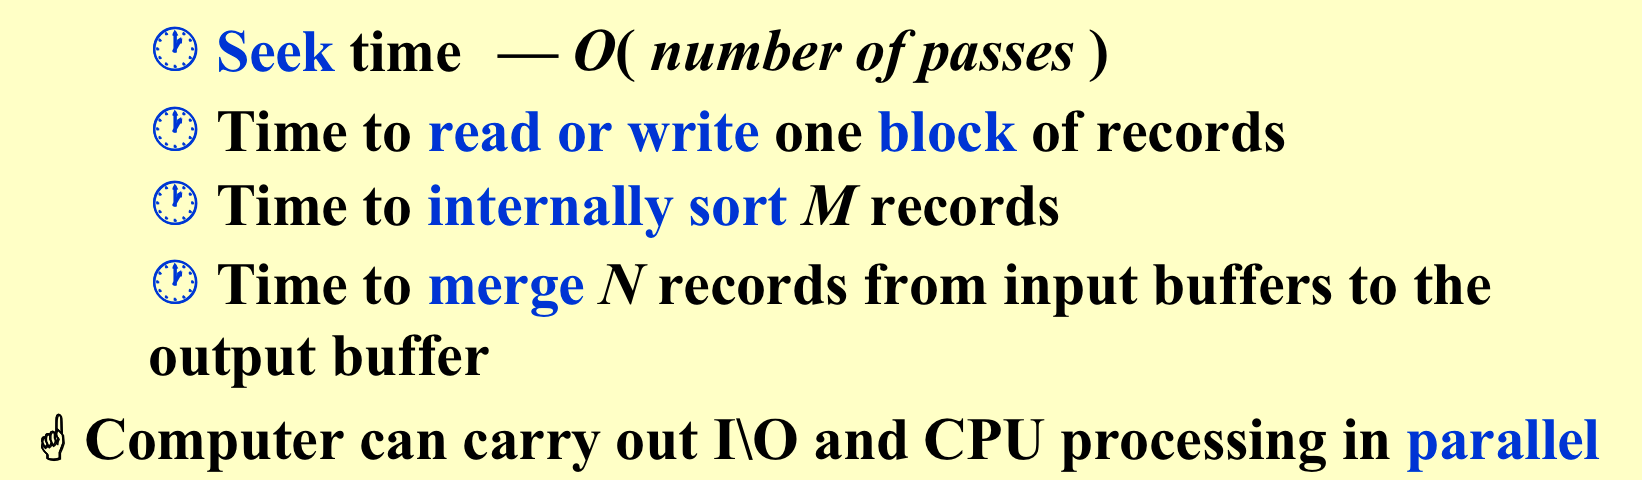 🕐 Seek time — O( number of passes )
🕐 Time to read or write one block of records
🕐 Time to internally sort M records
🕐 Time to merge N records from input buffers to the
output buffer
☝ Computer can carry out I\O and CPU processing in parallel